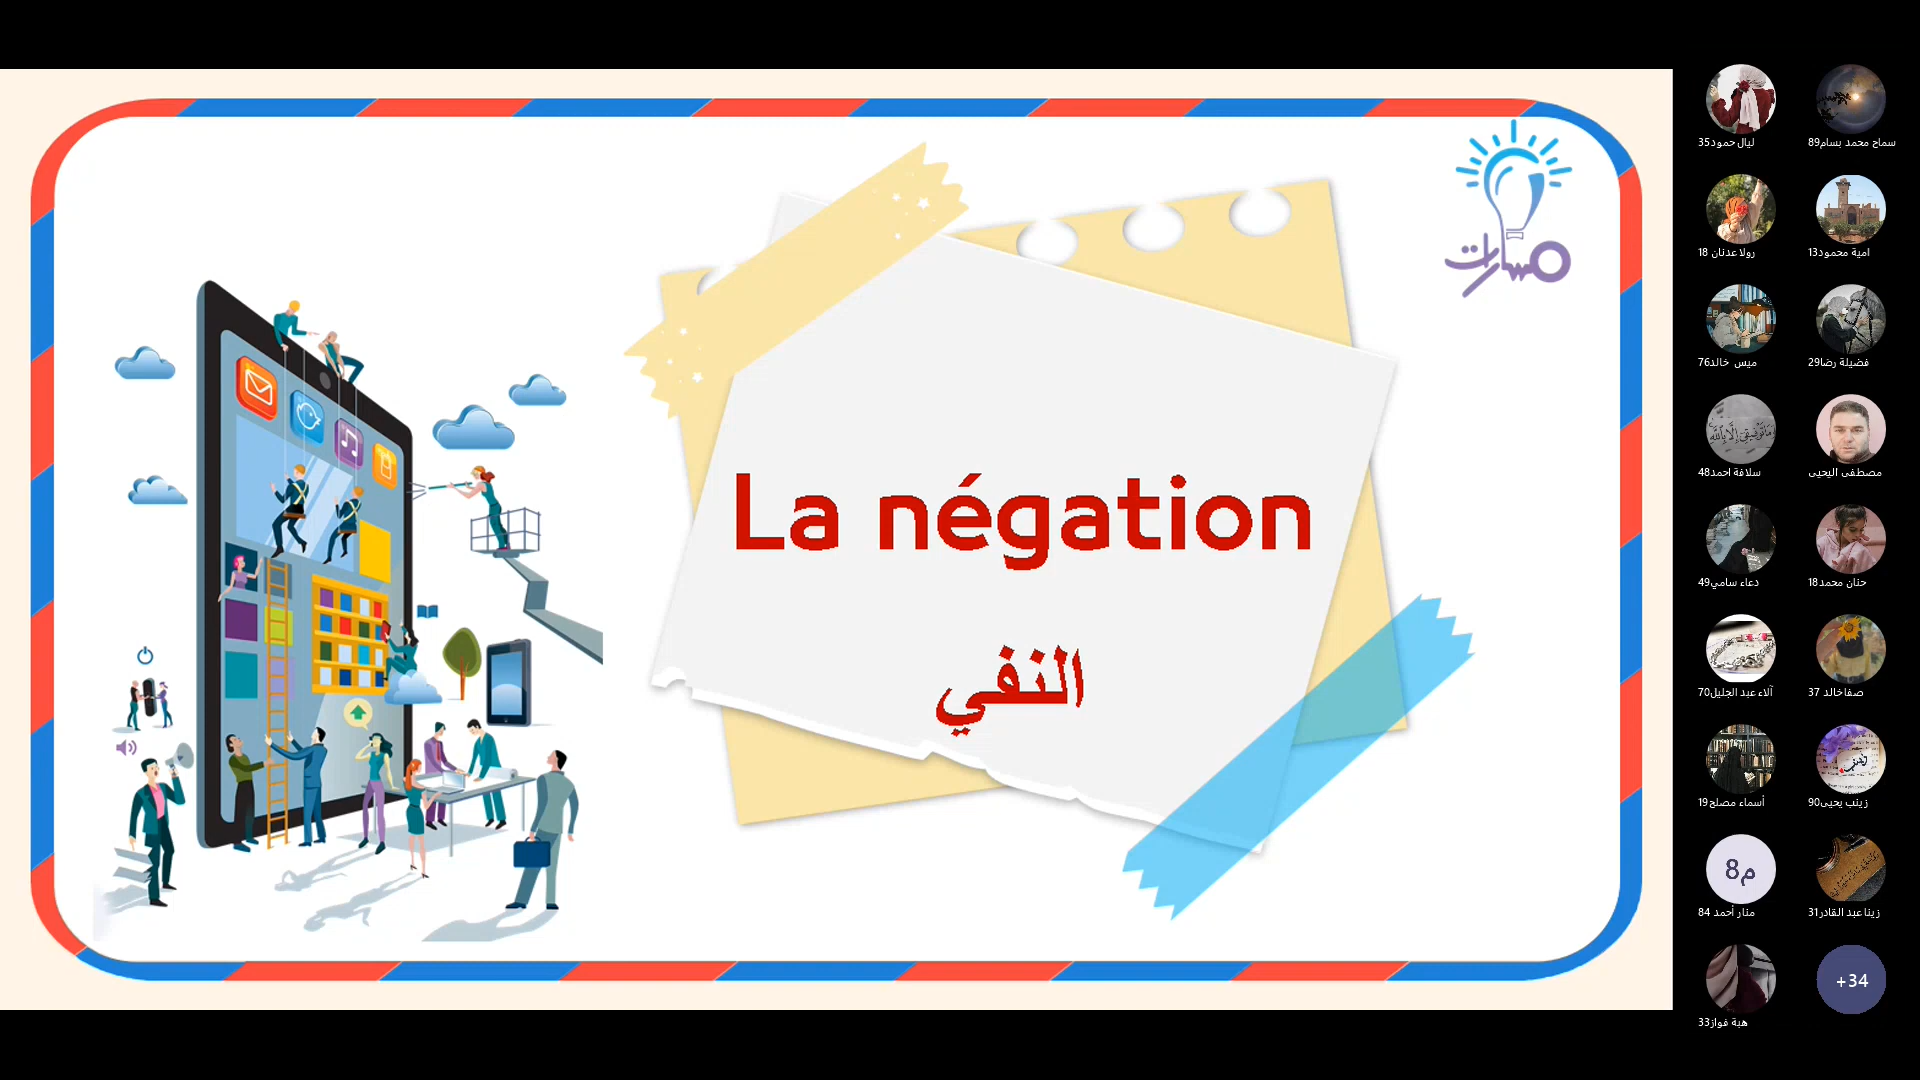 La négation
النفي
مسارات
ليال حمود35
سماح محمد بسام89
رولا عدنان 18
امية محمود13
ميس خالد76
فضيلة رضا29
سلافة احمد48
مصطفى اليحيى
دعاء سامي49
حنان محمد18
آلاء عبد الجليل70
صفاخالد 37
أسماء مصلح19
زينب يحيى90
م8
منار أحمد 84
زينا عبد القادر31
هبة فواز33
+34